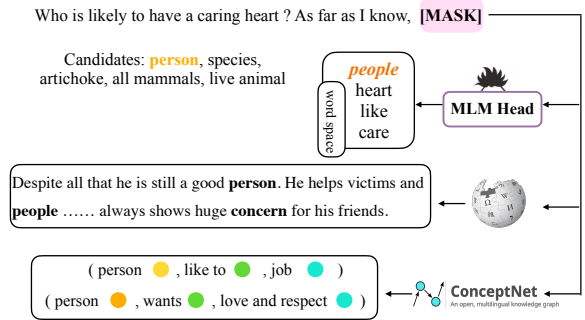 Who is likely to have a caring heart ? As far as I know, [MASK]
Candidates: person, species,
artichoke, all mammals, live animal
people
heart
like
care
word space
MLM Head
Despite all that he is still a good person. He helps victims and
people …… always shows huge concern for his friends.
( person , like to , job )
( person , wants , love and respect )
ConceptNet
An open, multilingual knowledge graph